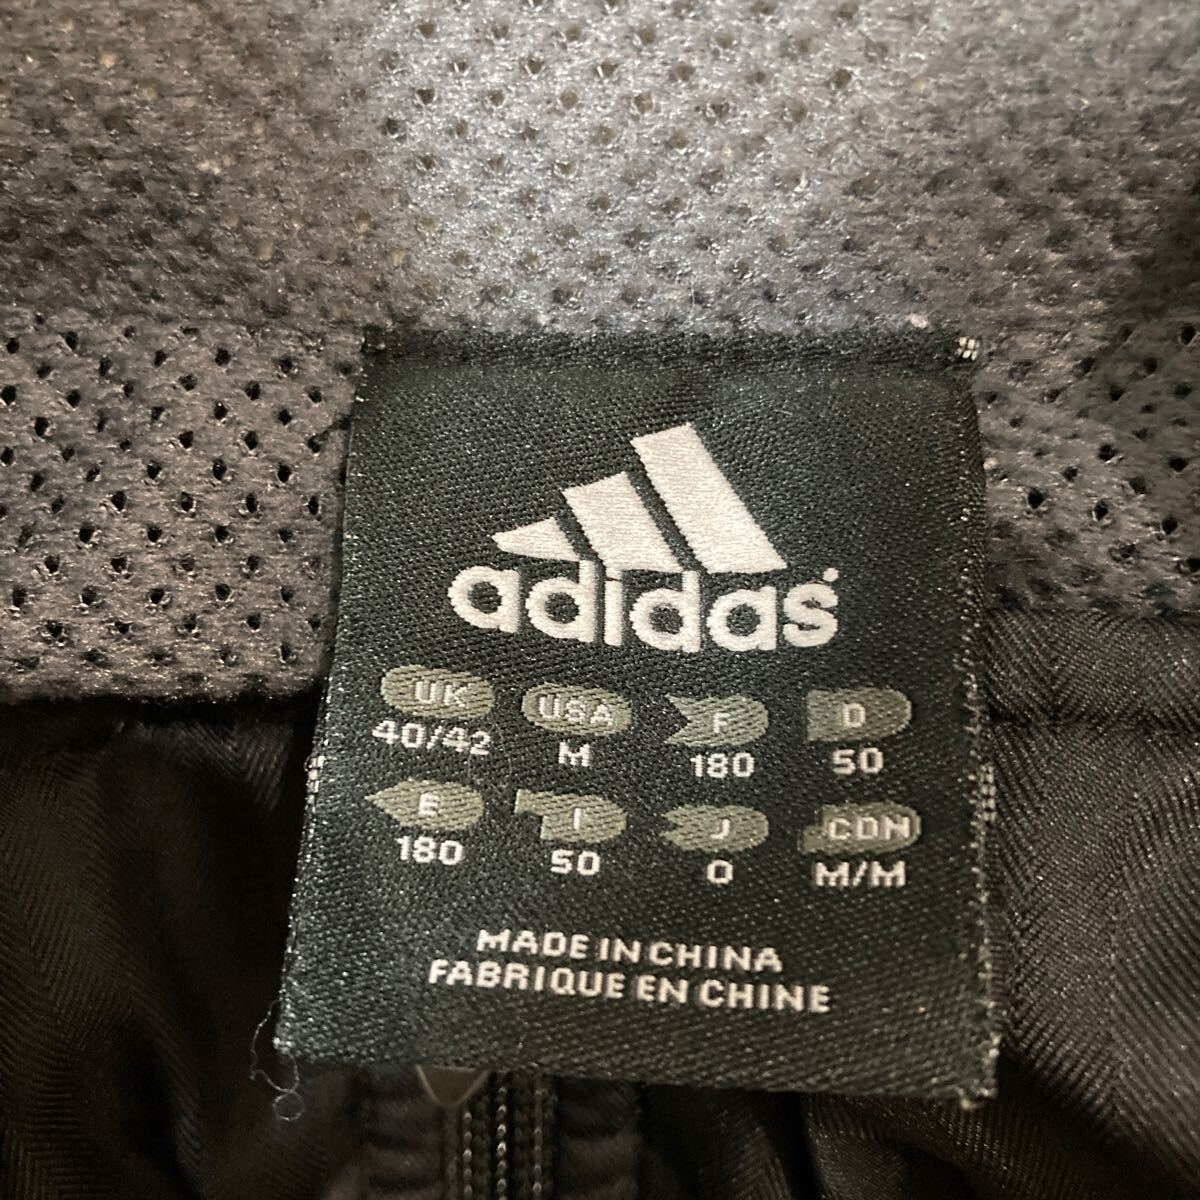 adidas
UK USA F D
40/42 M 180 50
E I J CDN
180 50 O M/M
MADE IN CHINA
FABRIQUE EN CHINE